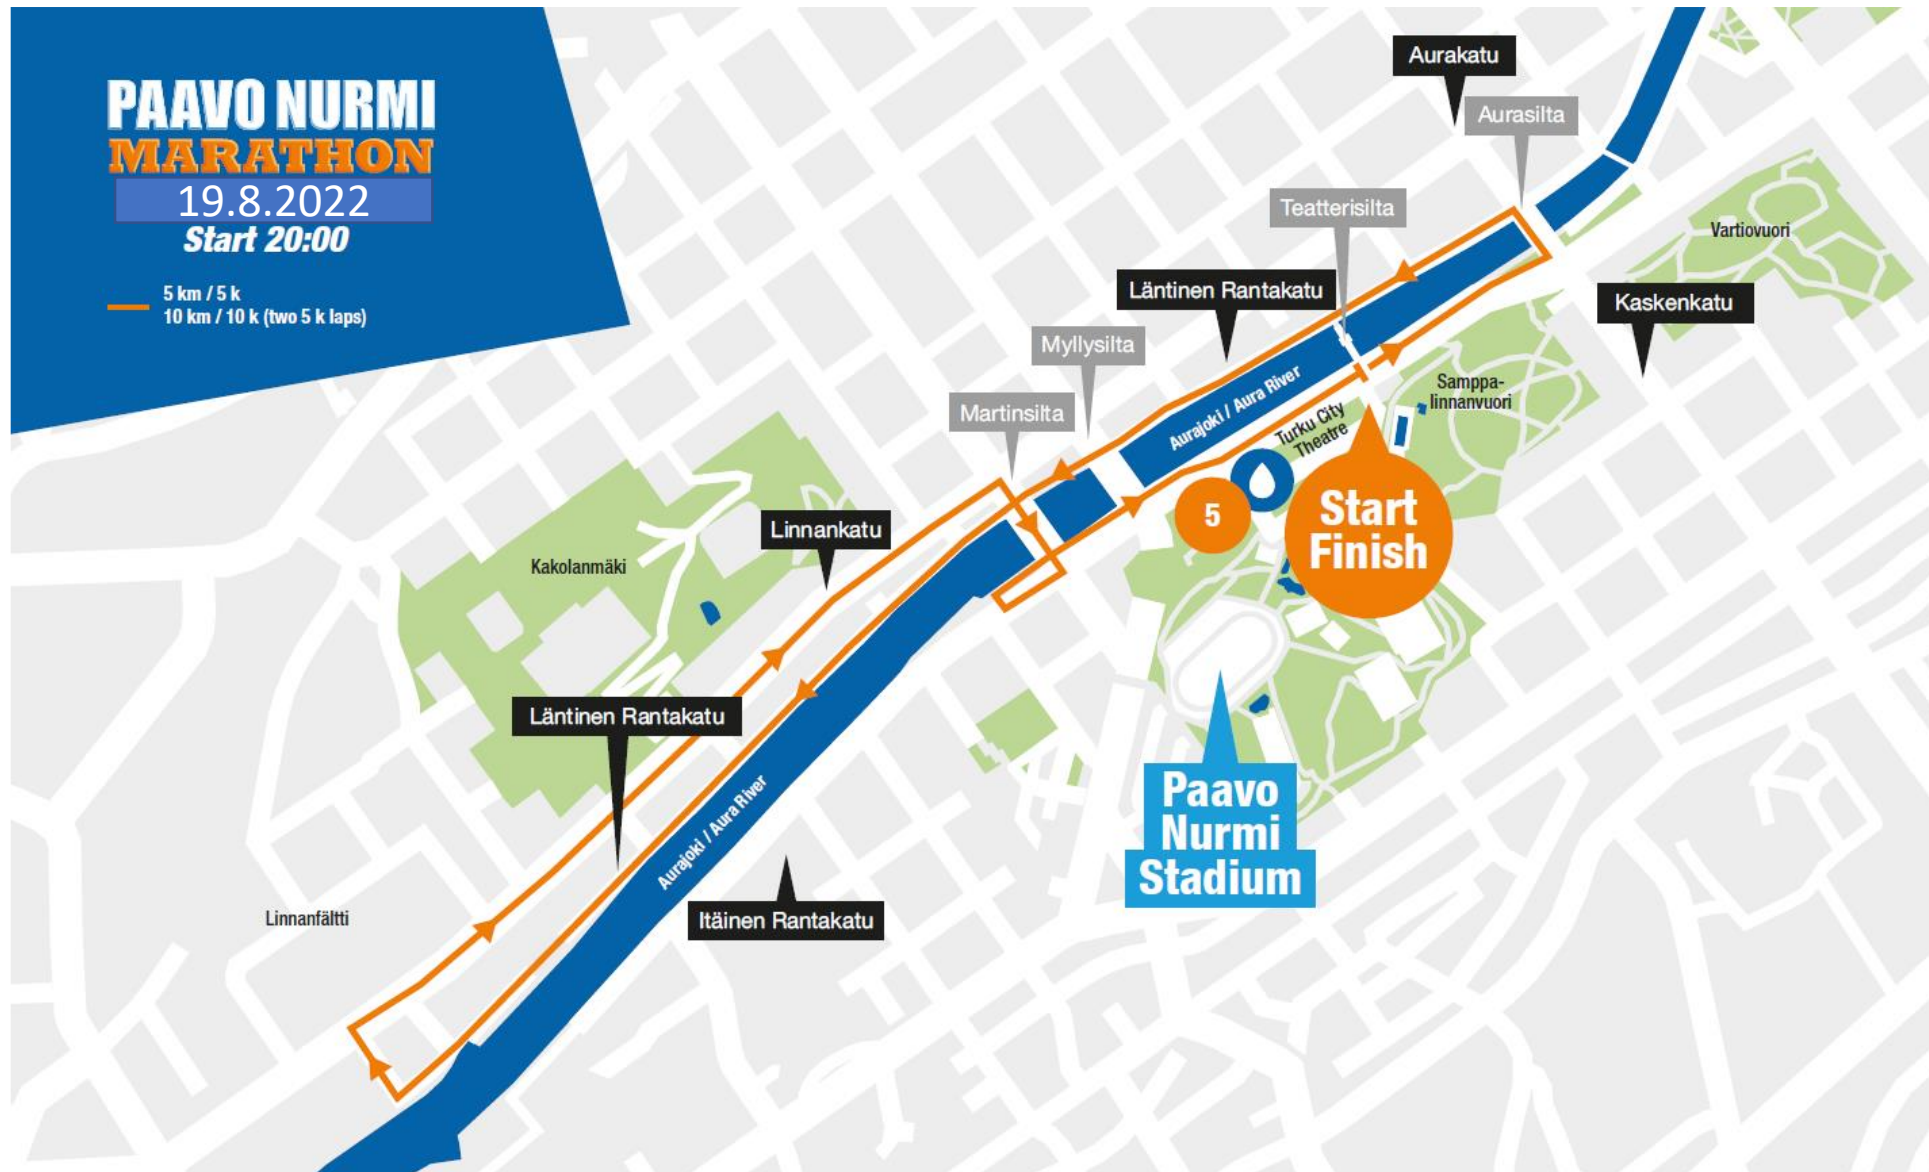 PAAVO NURMI
MARATHON
19.8.2022
Start 20:00
5 km / 5 k
10 km / 10 k (two 5 k laps)
Aurakatu
Aurasilta
Teatterisilta
Vartiovuori
Läntinen Rantakatu
Kaskenkatu
Myllysilta
Samppa-
linnanvuori
Martinsilta
Aurajoki / Aura River
Turku City
Theatre
Linnankatu
5
Start
Finish
Kakolanmäki
Läntinen Rantakatu
Paavo
Nurmi
Stadium
Aurajoki / Aura River
Linnanfältti
Itäinen Rantakatu